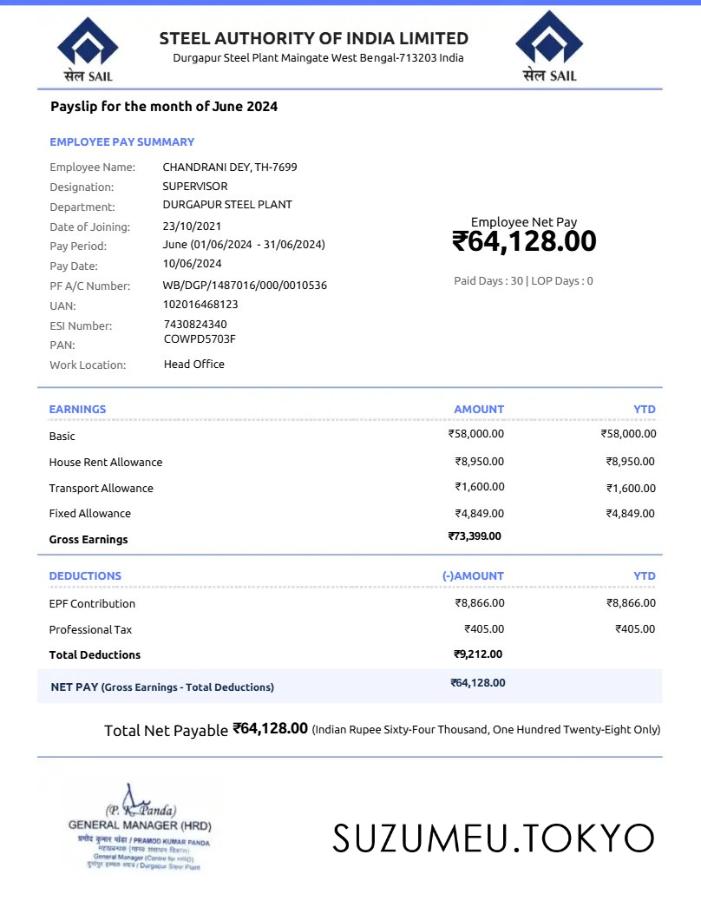 STEEL AUTHORITY OF INDIA LIMITED
Durgapur Steel Plant Maingate West Bengal-713203 India
सेल SAIL
सेल SAIL
Payslip for the month of June 2024
EMPLOYEE PAY SUMMARY
Employee Name: CHANDRANI DEY, TH-7699
Designation: SUPERVISOR
Department: DURGAPUR STEEL PLANT
Date of Joining: 23/10/2021
Pay Period: June (01/06/2024 - 31/06/2024)
Pay Date: 10/06/2024
PF A/C Number: WB/DGP/1487016/000/0010536
UAN: 102016468123
ESI Number: 7430824340
PAN: COWPD5703F
Work Location: Head Office
Employee Net Pay
₹64,128.00
Paid Days : 30 | LOP Days : 0
EARNINGS AMOUNT YTD
Basic ₹58,000.00 ₹58,000.00
House Rent Allowance ₹8,950.00 ₹8,950.00
Transport Allowance ₹1,600.00 ₹1,600.00
Fixed Allowance ₹4,849.00 ₹4,849.00
Gross Earnings ₹73,399.00
DEDUCTIONS (-)AMOUNT YTD
EPF Contribution ₹8,866.00 ₹8,866.00
Professional Tax ₹405.00 ₹405.00
Total Deductions ₹9,212.00
NET PAY (Gross Earnings - Total Deductions) ₹64,128.00
Total Net Payable ₹64,128.00 (Indian Rupee Sixty-Four Thousand, One Hundred Twenty-Eight Only)
(P. K. Panda)
GENERAL MANAGER (HRD)
प्रमोद कुमार पांडा / PRAMOD KUMAR PANDA
General Manager (Centre for HRD)
/ Durgapur Steel Plant
SUZUMEU.TOKYO